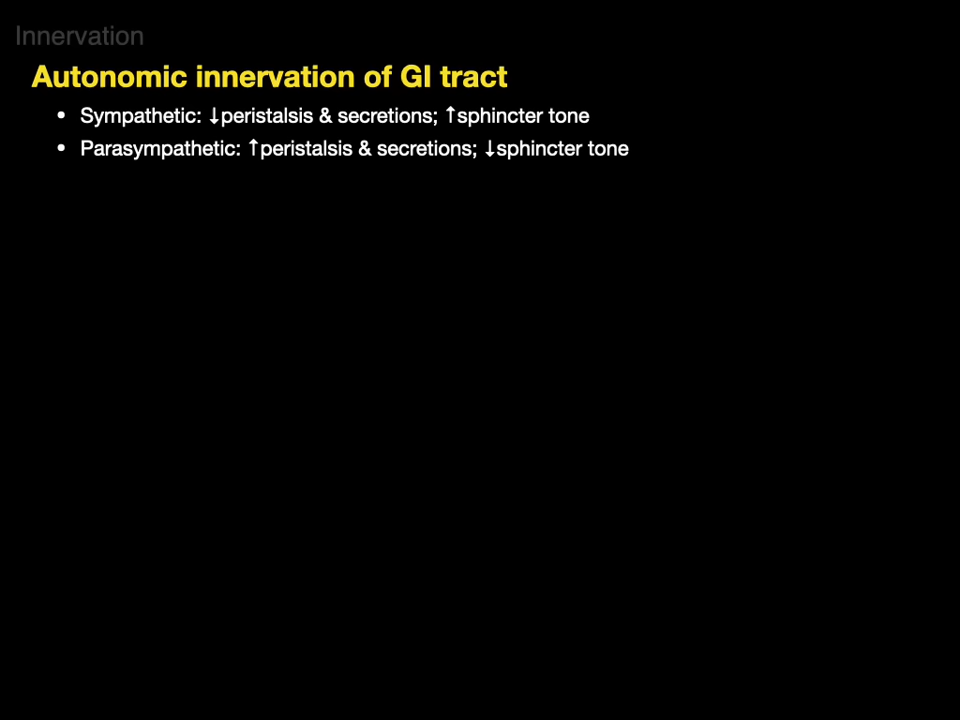 Innervation
Autonomic innervation of GI tract
• Sympathetic: ↓peristalsis & secretions; ↑sphincter tone
• Parasympathetic: ↑peristalsis & secretions; ↓sphincter tone